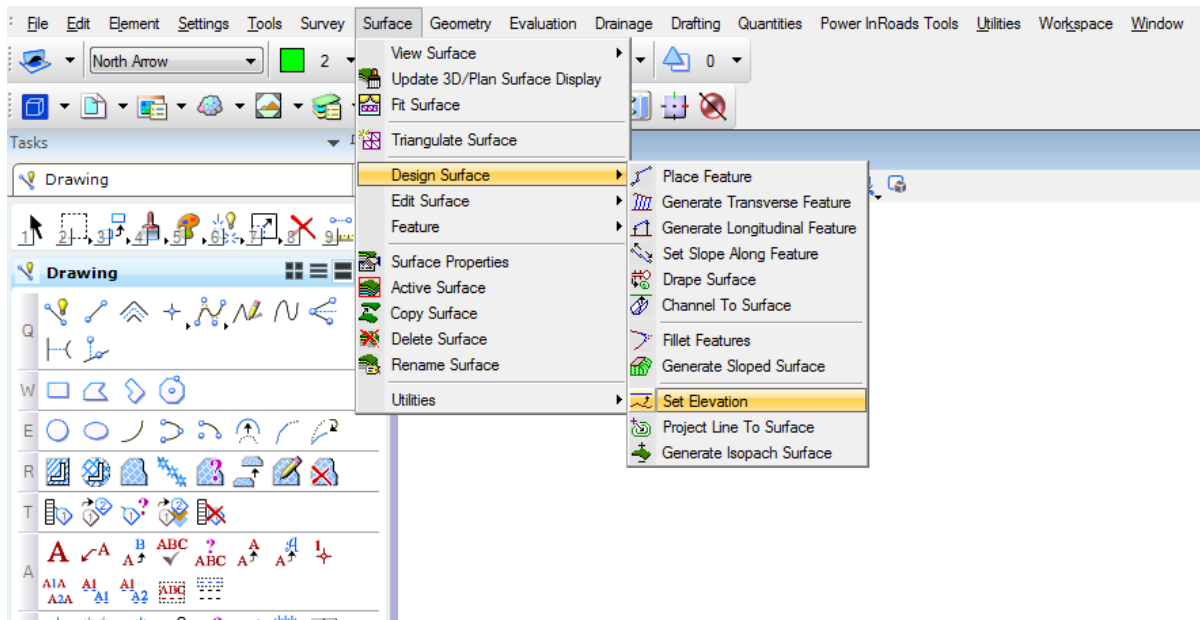 File Edit Element Settings Tools Survey Surface Geometry Evaluation Drainage Drafting Quantities Power InRoads Tools Utilities Workspace Window
North Arrow 2 0
View Surface
Update 3D/Plan Surface Display
Fit Surface
Triangulate Surface
Design Surface
Edit Surface
Feature
Surface Properties
Active Surface
Copy Surface
Delete Surface
Rename Surface
Utilities
Place Feature
Generate Transverse Feature
Generate Longitudinal Feature
Set Slope Along Feature
Drape Surface
Channel To Surface
Fillet Features
Generate Sloped Surface
Set Elevation
Project Line To Surface
Generate Isopach Surface
Tasks
Drawing
1 2 3 4 5 6 7 8 9
Drawing
Q
W
E
R
T
A